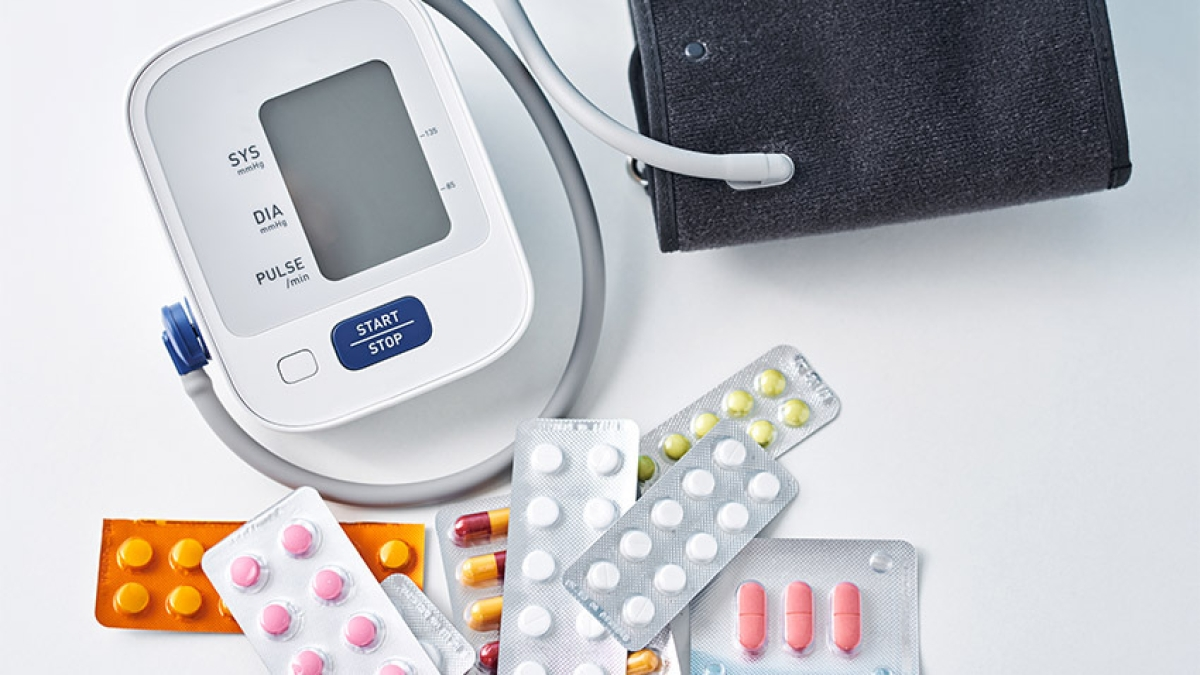 SYS
mmHg
DIA
mmHg
PULSE
/min
-135
-85
START
STOP